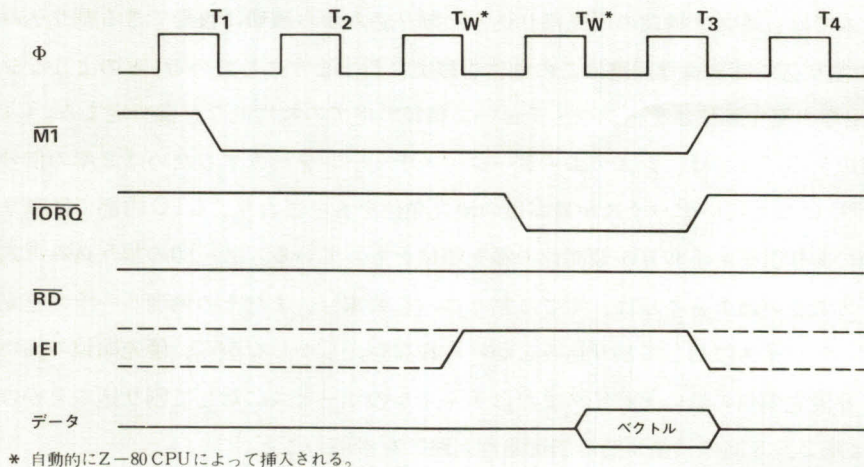 T1 T2 TW* TW* T3 T4
Φ
M1
IORQ
RD
IEI
データ ベクトル
* 自動的にZ-80 CPUによって挿入される。